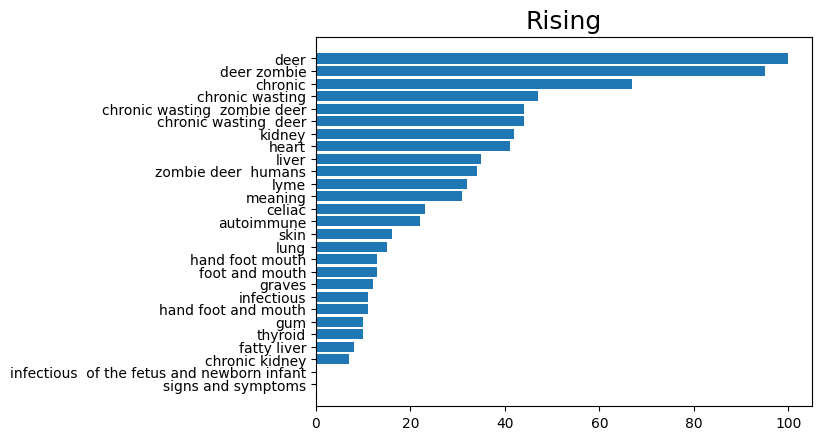 Rising
deer
deer zombie
chronic
chronic wasting
chronic wasting  zombie deer
chronic wasting  deer
kidney
heart
liver
zombie deer  humans
lyme
meaning
celiac
autoimmune
skin
lung
hand foot mouth
foot and mouth
graves
infectious
hand foot and mouth
gum
thyroid
fatty liver
chronic kidney
infectious  of the fetus and newborn infant
signs and symptoms
0 20 40 60 80 100